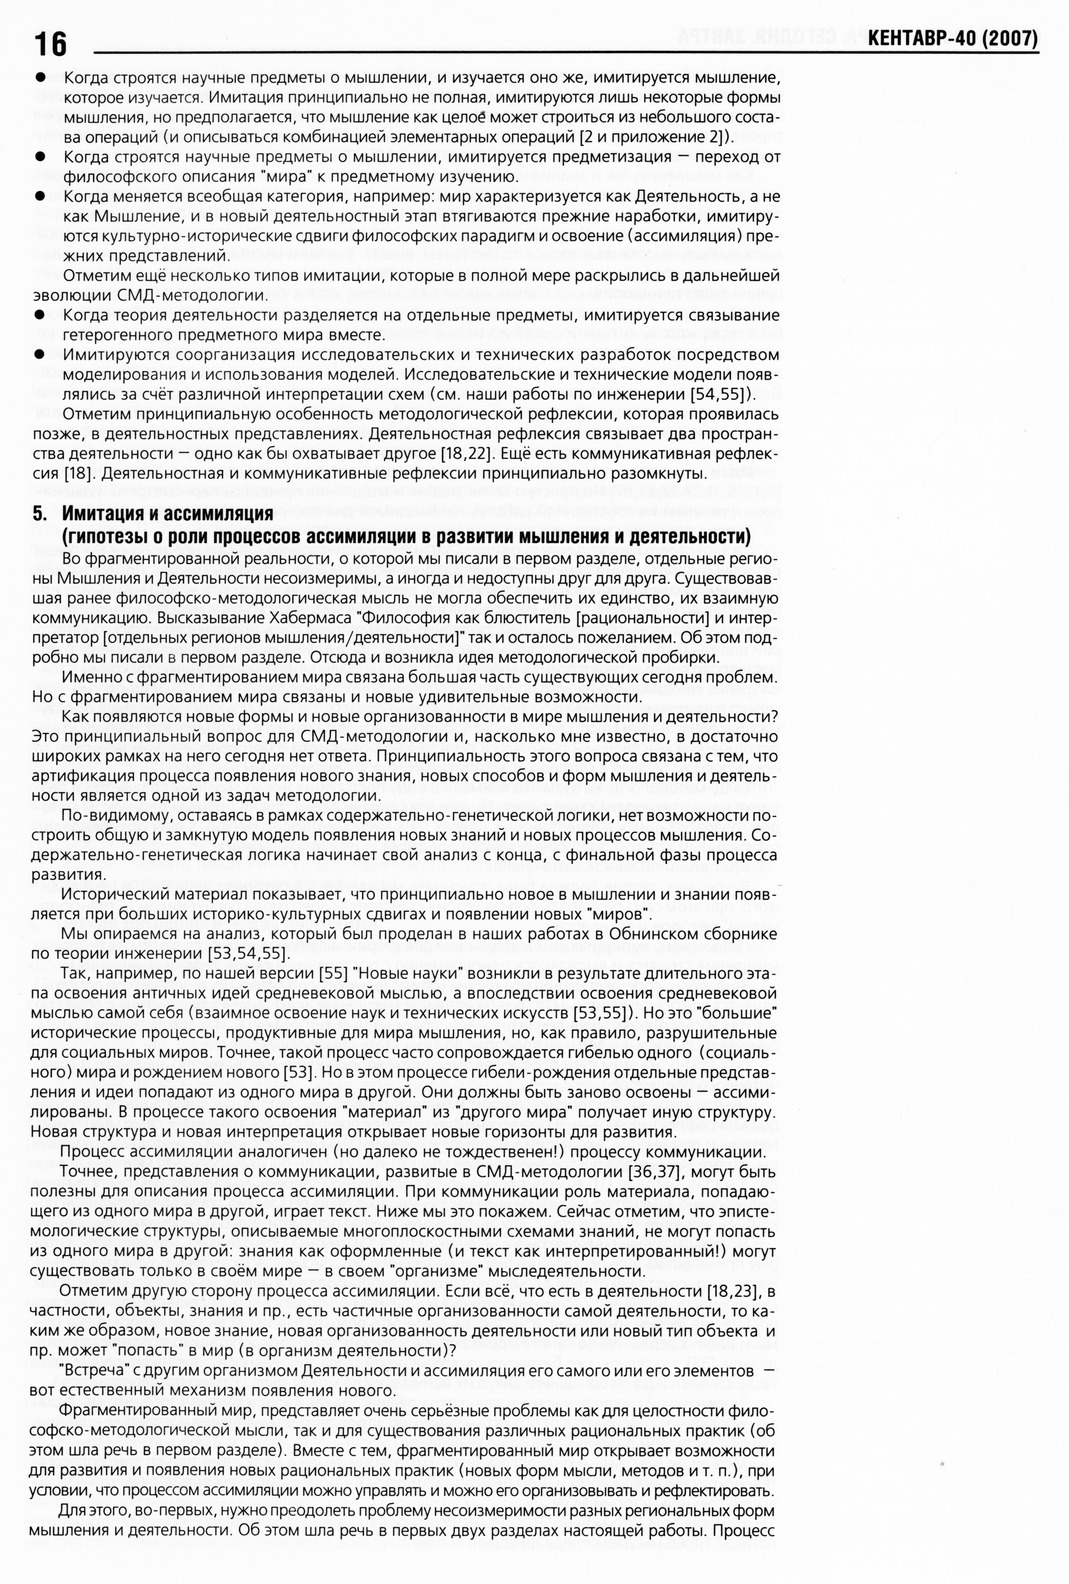 16
КЕНТАВР-40 (2007)
● Когда строятся научные предметы о мышлении, и изучается оно же, имитируется мышление,
которое изучается. Имитация принципиально не полная, имитируются лишь некоторые формы
мышления, но предполагается, что мышление как целое может строиться из небольшого соста-
ва операций (и описываться комбинацией элементарных операций [2 и приложение 2]).
● Когда строятся научные предметы о мышлении, имитируется предметизация — переход от
философского описания "мира" к предметному изучению.
● Когда меняется всеобщая категория, например: мир характеризуется как Деятельность, а не
как Мышление, и в новый деятельностный этап втягиваются прежние наработки, имитиру-
ются культурно-исторические сдвиги философских парадигм и освоение (ассимиляция) пре-
жних представлений.
Отметим ещё несколько типов имитации, которые в полной мере раскрылись в дальнейшей
эволюции СМД-методологии.
● Когда теория деятельности разделяется на отдельные предметы, имитируется связывание
гетерогенного предметного мира вместе.
● Имитируются соорганизация исследовательских и технических разработок посредством
моделирования и использования моделей. Исследовательские и технические модели появ-
лялись за счёт различной интерпретации схем (см. наши работы по инженерии [54,55]).
Отметим принципиальную особенность методологической рефлексии, которая проявилась
позже, в деятельностных представлениях. Деятельностная рефлексия связывает два простран-
ства деятельности — одно как бы охватывает другое [18,22]. Ещё есть коммуникативная рефлек-
сия [18]. Деятельностная и коммуникативные рефлексии принципиально разомкнуты.
5. Имитация и ассимиляция
(гипотезы о роли процессов ассимиляции в развитии мышления и деятельности)
Во фрагментированной реальности, о которой мы писали в первом разделе, отдельные регио-
ны Мышления и Деятельности несоизмеримы, а иногда и недоступны друг для друга. Существовав-
шая ранее философско-методологическая мысль не могла обеспечить их единство, их взаимную
коммуникацию. Высказывание Хабермаса "Философия как блюститель [рациональности] и интер-
претатор [отдельных регионов мышления/деятельности]" так и осталось пожеланием. Об этом под-
робно мы писали в первом разделе. Отсюда и возникла идея методологической пробирки.
Именно с фрагментированием мира связана большая часть существующих сегодня проблем.
Но с фрагментированием мира связаны и новые удивительные возможности.
Как появляются новые формы и новые организованности в мире мышления и деятельности?
Это принципиальный вопрос для СМД-методологии и, насколько мне известно, в достаточно
широких рамках на него сегодня нет ответа. Принципиальность этого вопроса связана с тем, что
артификация процесса появления нового знания, новых способов и форм мышления и деятель-
ности является одной из задач методологии.
По-видимому, оставаясь в рамках содержательно-генетической логики, нет возможности по-
строить общую и замкнутую модель появления новых знаний и новых процессов мышления. Со-
держательно-генетическая логика начинает свой анализ с конца, с финальной фазы процесса
развития.
Исторический материал показывает, что принципиально новое в мышлении и знании появ-
ляется при больших историко-культурных сдвигах и появлении новых "миров".
Мы опираемся на анализ, который был проделан в наших работах в Обнинском сборнике
по теории инженерии [53,54,55].
Так, например, по нашей версии [55] "Новые науки" возникли в результате длительного эта-
па освоения античных идей средневековой мыслью, а впоследствии освоения средневековой
мыслью самой себя (взаимное освоение наук и технических искусств [53,55]). Но это "большие"
исторические процессы, продуктивные для мира мышления, но, как правило, разрушительные
для социальных миров. Точнее, такой процесс часто сопровождается гибелью одного (социаль-
ного) мира и рождением нового [53]. Но в этом процессе гибели-рождения отдельные представ-
ления и идеи попадают из одного мира в другой. Они должны быть заново освоены — ассими-
лированы. В процессе такого освоения "материал" из "другого мира" получает иную структуру.
Новая структура и новая интерпретация открывает новые горизонты для развития.
Процесс ассимиляции аналогичен (но далеко не тождественен!) процессу коммуникации.
Точнее, представления о коммуникации, развитые в СМД-методологии [36,37], могут быть
полезны для описания процесса ассимиляции. При коммуникации роль материала, попадаю-
щего из одного мира в другой, играет текст. Ниже мы это покажем. Сейчас отметим, что эписте-
мологические структуры, описываемые многоплоскостными схемами знаний, не могут попасть
из одного мира в другой: знания как оформленные (и текст как интерпретированный!) могут
существовать только в своём мире — в своем "организме" мыследеятельности.
Отметим другую сторону процесса ассимиляции. Если всё, что есть в деятельности [18,23], в
частности, объекты, знания и пр., есть частичные организованности самой деятельности, то ка-
ким же образом, новое знание, новая организованность деятельности или новый тип объекта и
пр. может "попасть" в мир (в организм деятельности)?
"Встреча" с другим организмом Деятельности и ассимиляция его самого или его элементов —
вот естественный механизм появления нового.
Фрагментированный мир, представляет очень серьёзные проблемы как для целостности фило-
софско-методологической мысли, так и для существования различных рациональных практик (об
этом шла речь в первом разделе). Вместе с тем, фрагментированный мир открывает возможности
для развития и появления новых рациональных практик (новых форм мысли, методов и т. п.), при
условии, что процессом ассимиляции можно управлять и можно его организовывать и рефлектировать.
Для этого, во-первых, нужно преодолеть проблему несоизмеримости разных региональных форм
мышления и деятельности. Об этом шла речь в первых двух разделах настоящей работы. Процесс